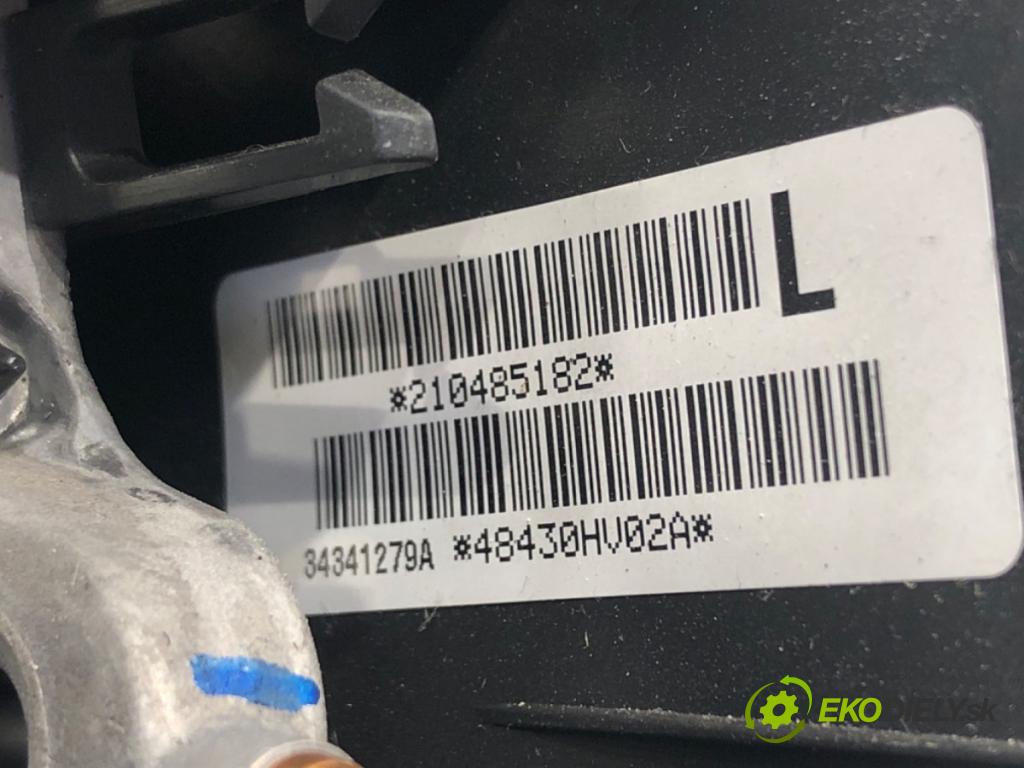 L
*210485182*
34341279A *48430HV02A*
EKODIELY.sk